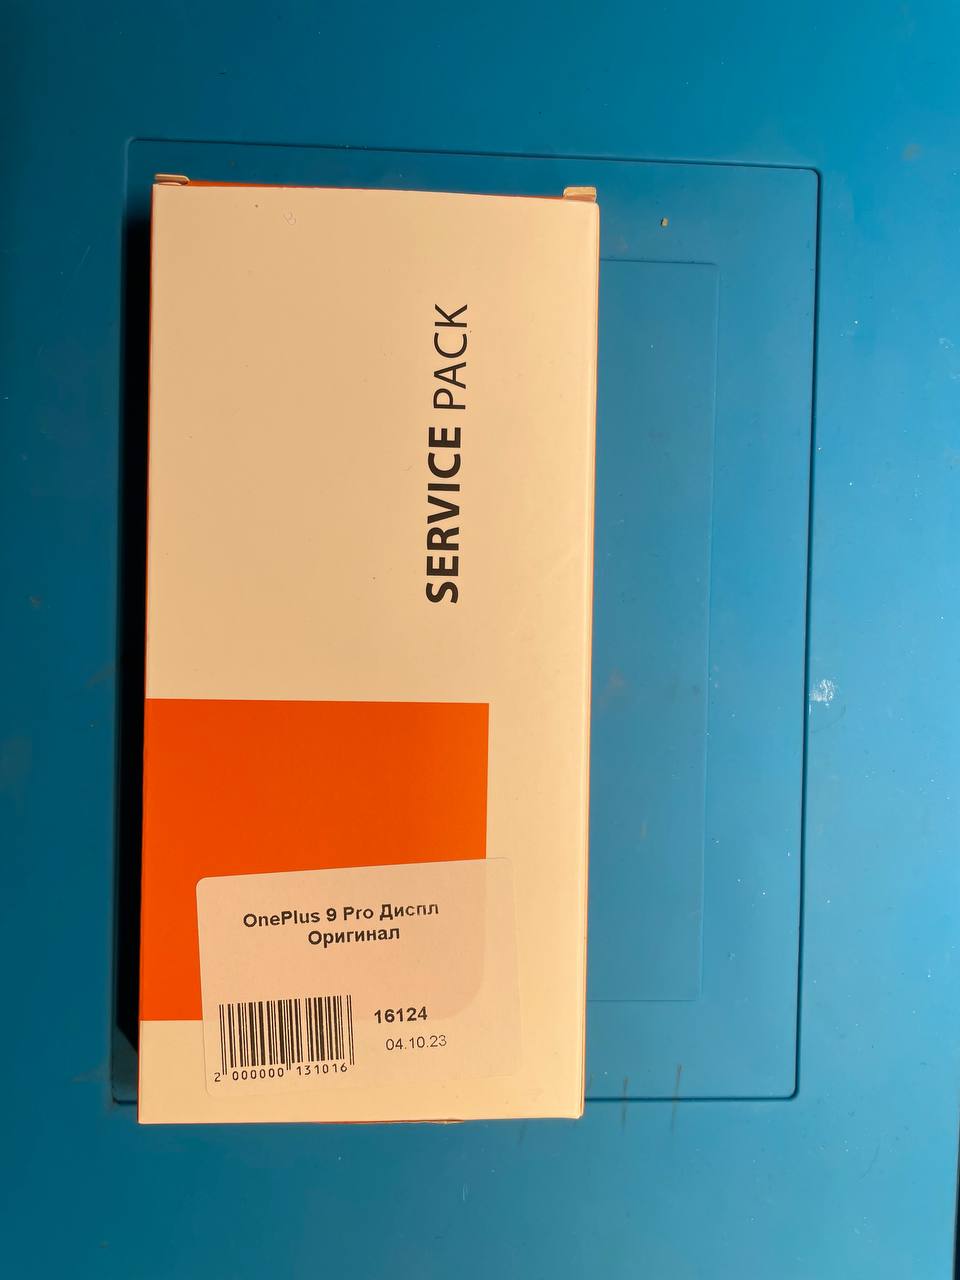 SERVICE PACK
OnePlus 9 Pro Диспл
Оригинал
16124
04.10.23
2 000000 131016